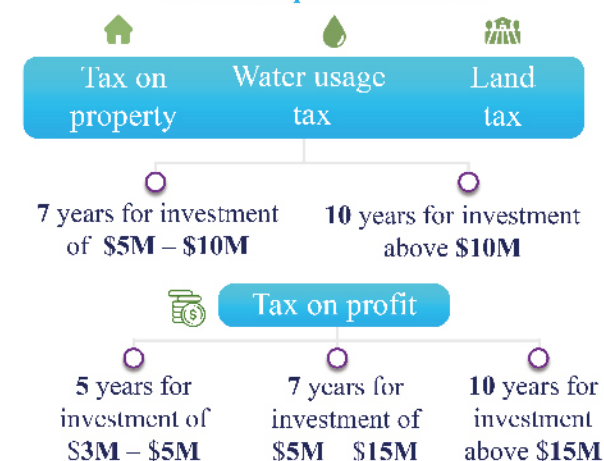 Tax on property
Water usage tax
Land tax
7 years for investment
of $5M – $10M
10 years for investment
above $10M
Tax on profit
5 years for
investment of
$3M – $5M
7 years for
investment of
$5M $15M
10 years for
investment
above $15M